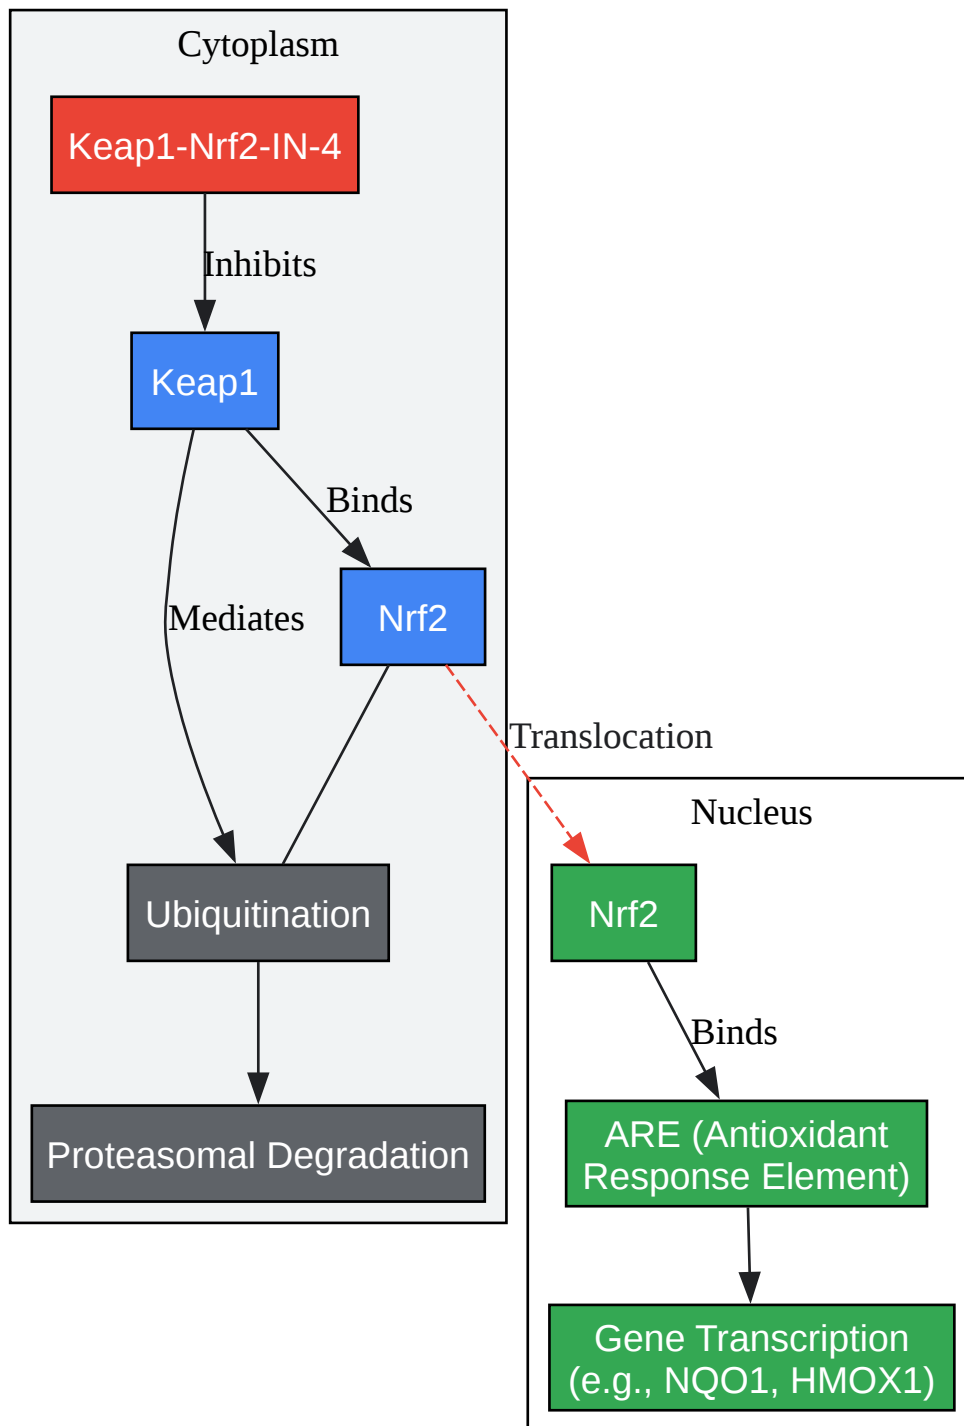 Cytoplasm
Keap1-Nrf2-IN-4
Inhibits
Keap1
Binds
Nrf2
Mediates
Translocation
Nucleus
Ubiquitination
Nrf2
Binds
Proteasomal Degradation
ARE (Antioxidant
Response Element)
Gene Transcription
(e.g., NQO1, HMOX1)